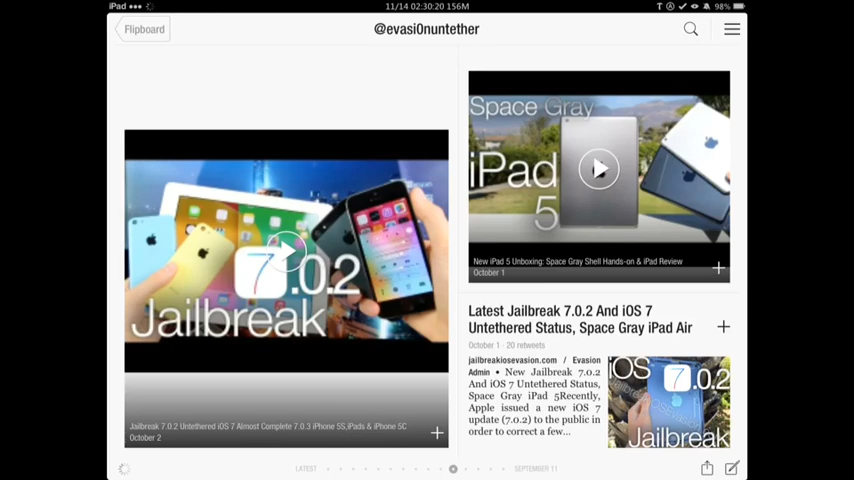 iPad
11/14 02:30:20 156M
98%
Flipboard
@evasi0nuntether
7.0.2
Jailbreak
Jailbreak 7.0.2 Untethered iOS 7 Almost Complete 7.0.3 iPhone 5S,iPads & iPhone 5C
October 2
Space Gray
iPad
5
New iPad 5 Unboxing: Space Gray Shell Hands-on & iPad Review
October 1
Latest Jailbreak 7.0.2 And iOS 7
Untethered Status, Space Gray iPad Air
October 1 · 20 retweets
jailbreakiosevasion.com / Evasion
Admin • New Jailbreak 7.0.2
And iOS 7 Untethered Status,
Space Gray iPad 5Recently,
Apple issued a new iOS 7
update (7.0.2) to the public in
order to correct a few...
iOS
7.0.2
Jailbreak
LATEST
SEPTEMBER 11